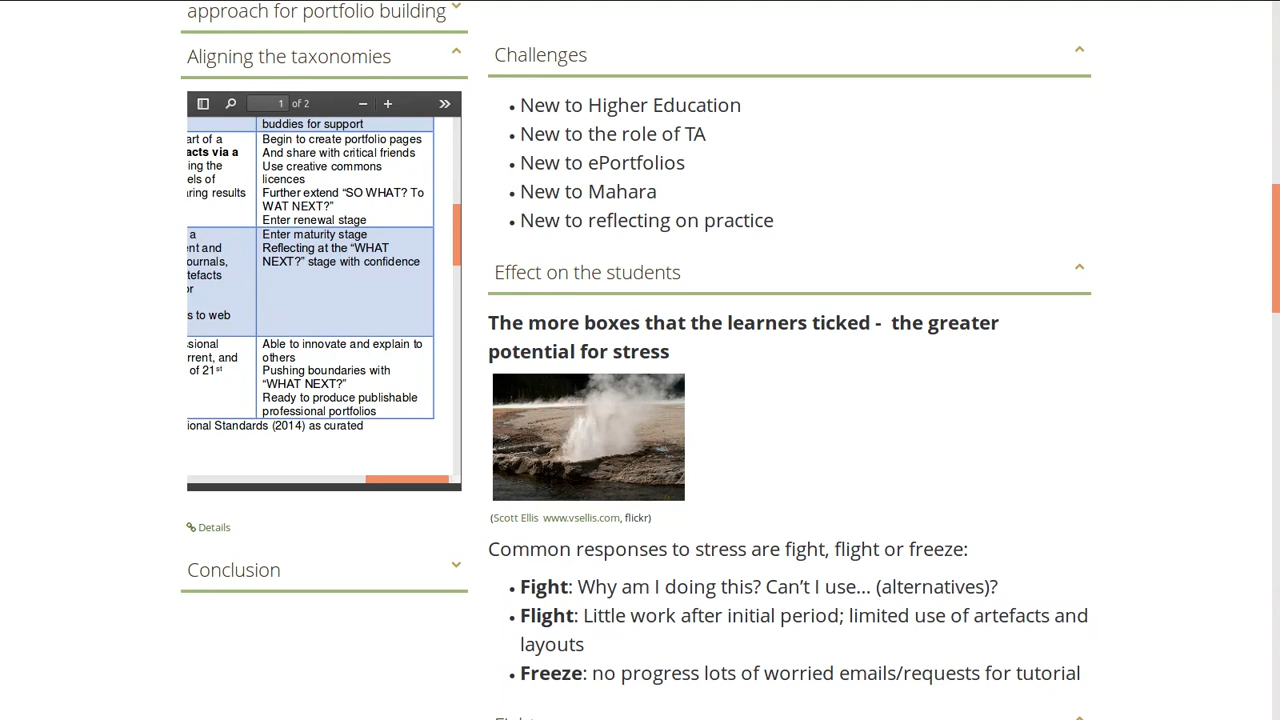 approach for portfolio building
Aligning the taxonomies
1 of 2
buddies for support
art of a
acts via a
ing the
els of
aring results
Begin to create portfolio pages
And share with critical friends
Use creative commons
licences
Further extend “SO WHAT? To
WAT NEXT?”
Enter renewal stage
a
ent and
ournals,
tefacts
or
s to web
Enter maturity stage
Reflecting at the “WHAT
NEXT?” stage with confidence
sional
rrent, and
of 21st
Able to innovate and explain to
others
Pushing boundaries with
“WHAT NEXT?”
Ready to produce publishable
professional portfolios
ional Standards (2014) as curated
Details
Conclusion
Challenges
• New to Higher Education
• New to the role of TA
• New to ePortfolios
• New to Mahara
• New to reflecting on practice
Effect on the students
The more boxes that the learners ticked - the greater
potential for stress
(Scott Ellis www.vsellis.com, flickr)
Common responses to stress are fight, flight or freeze:
• Fight: Why am I doing this? Can’t I use... (alternatives)?
• Flight: Little work after initial period; limited use of artefacts and
layouts
• Freeze: no progress lots of worried emails/requests for tutorial